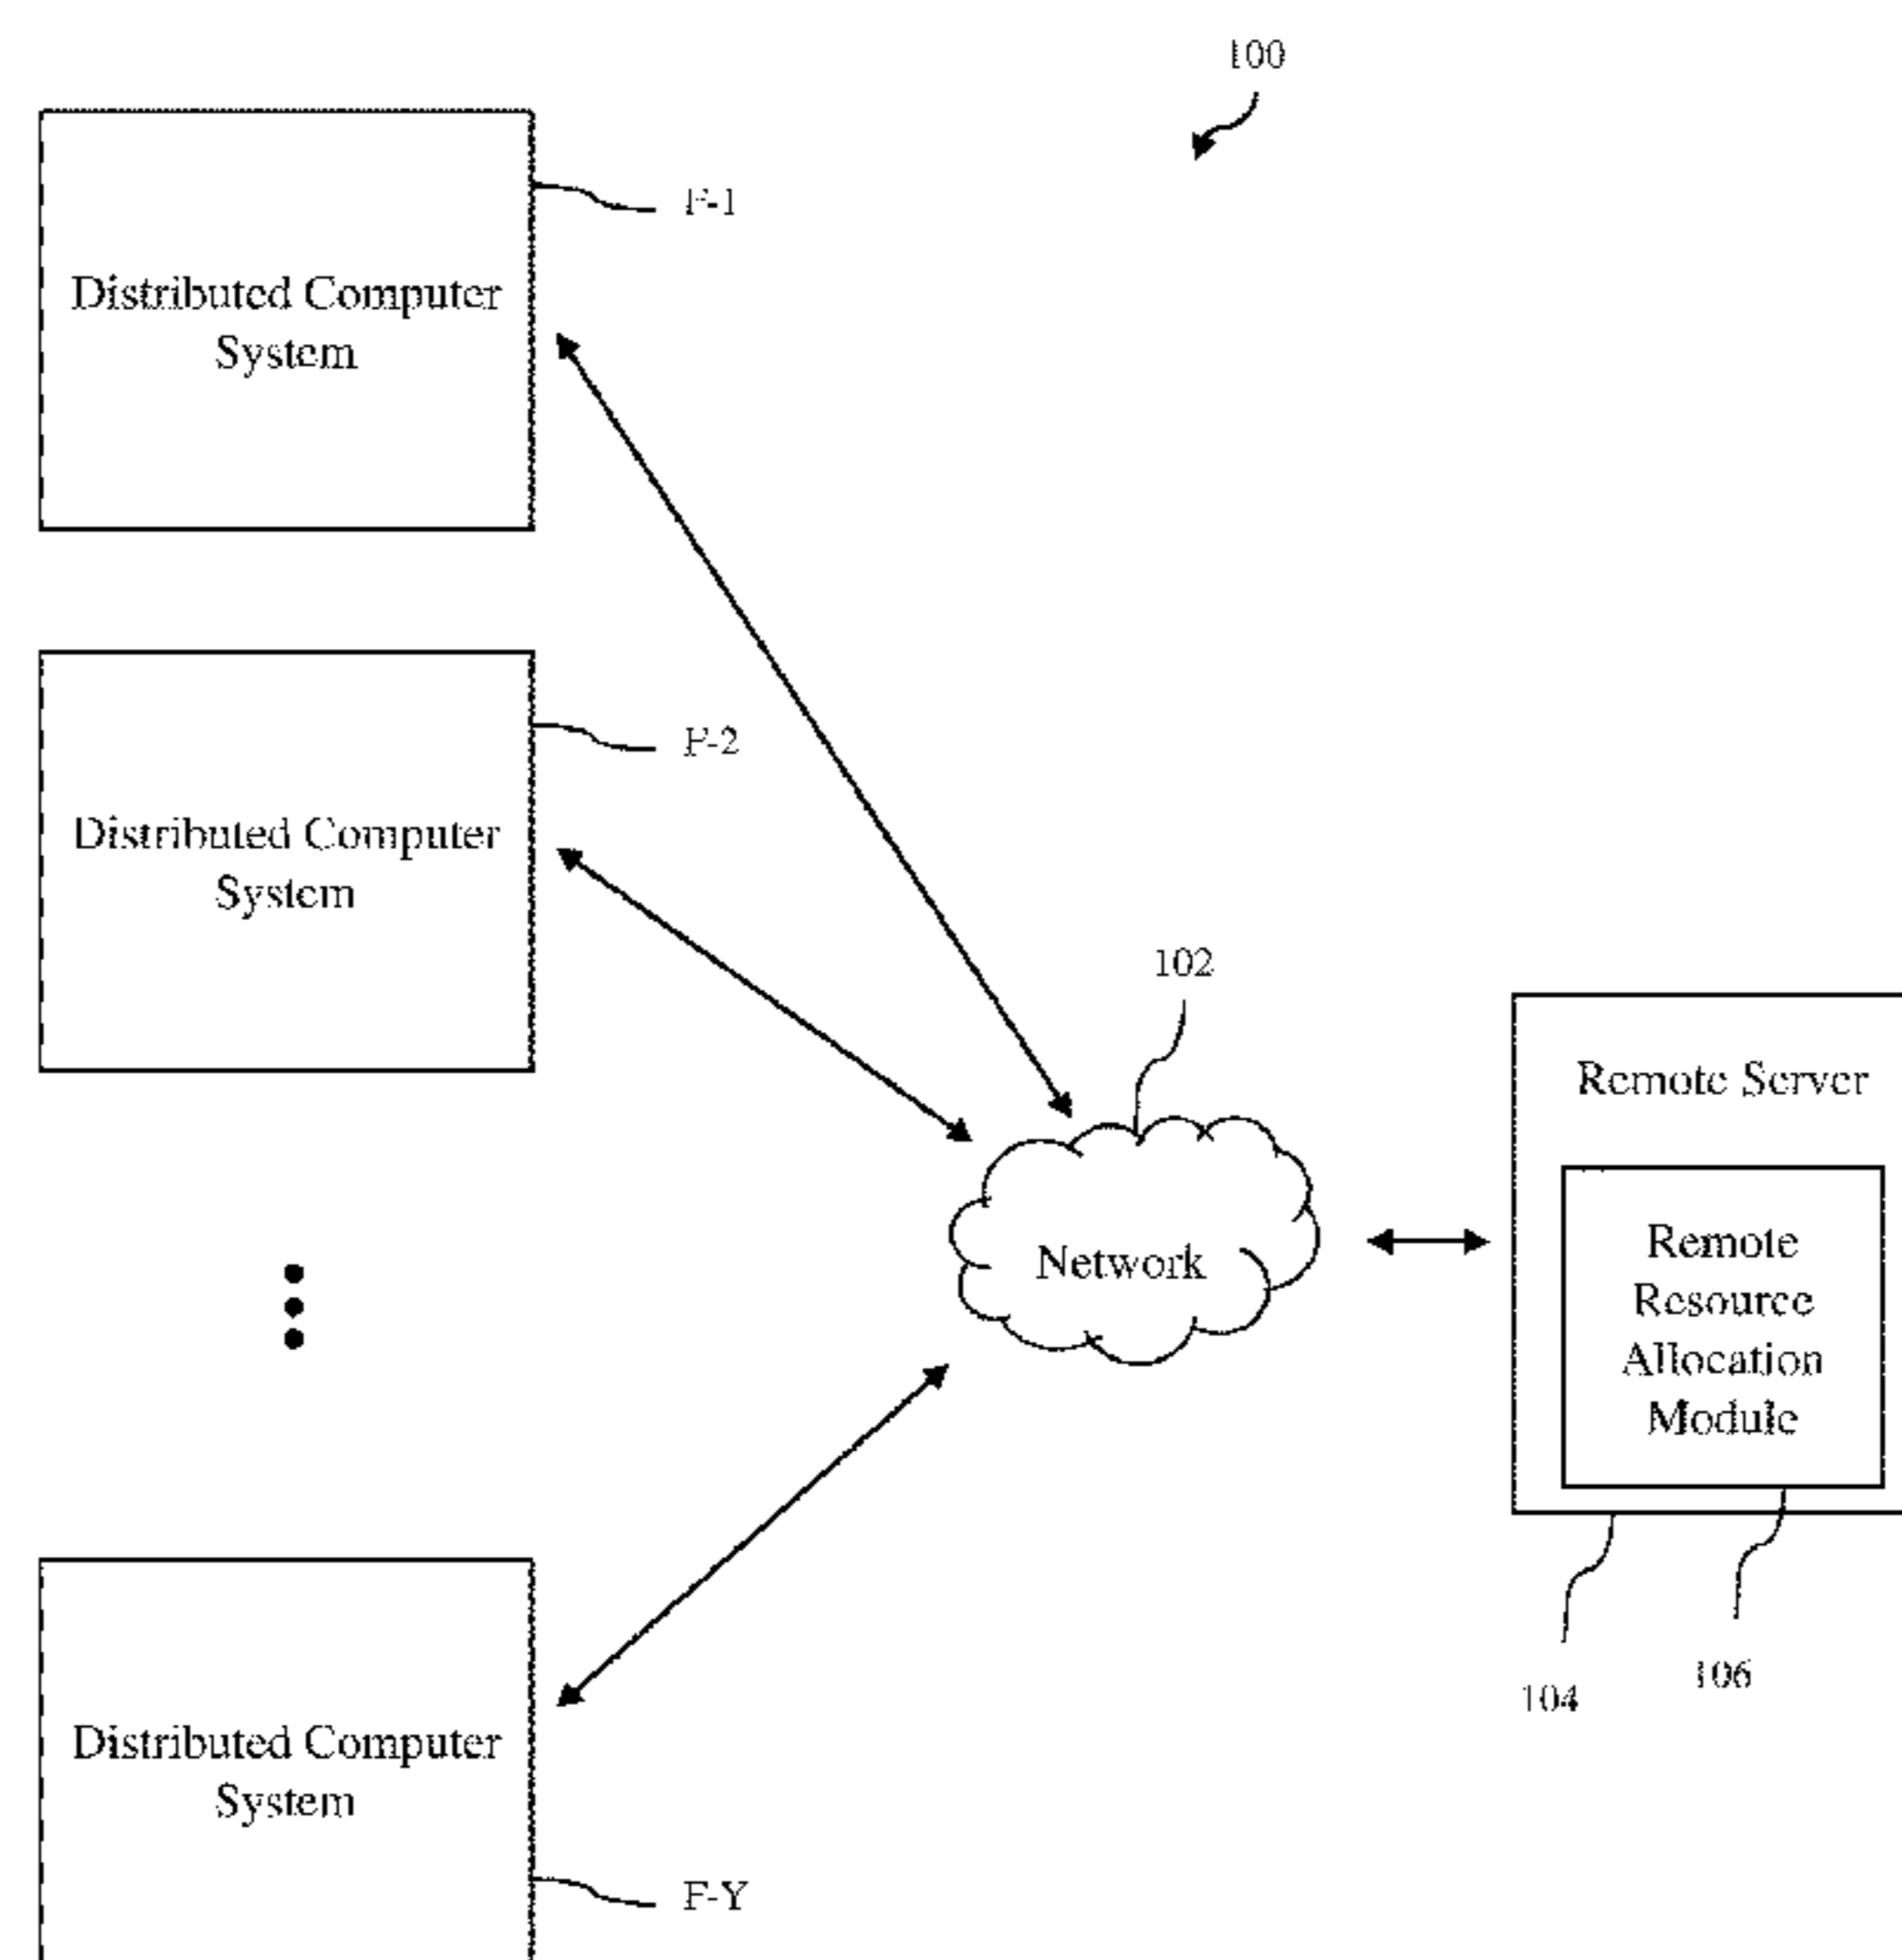 100
F-1
Distributed Computer
System
F-2
Distributed Computer
System
102
Network
Remote Server
Remote
Resource
Allocation
Module
104
106
Distributed Computer
System
F-Y